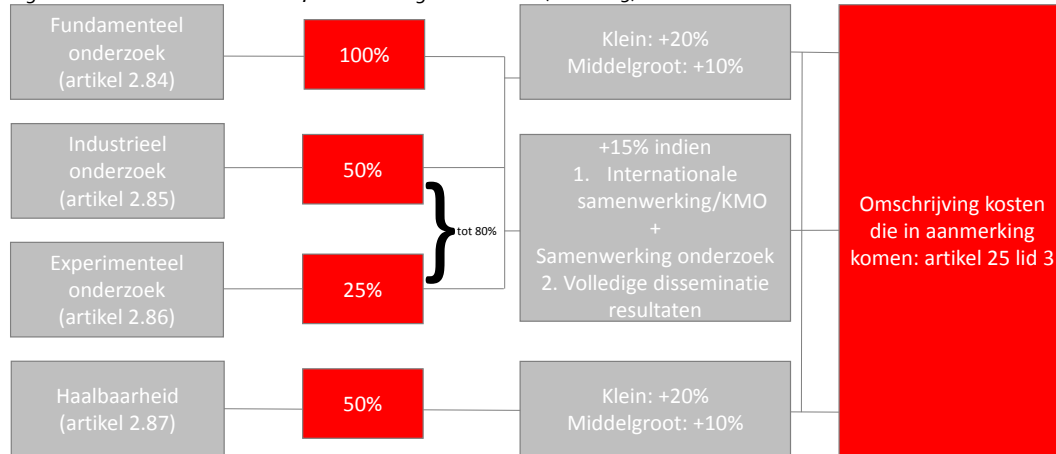 Fundamenteel
onderzoek
(artikel 2.84)
100%
Klein: +20%
Middelgroot: +10%
Industrieel
onderzoek
(artikel 2.85)
50%
+15% indien
1. Internationale
samenwerking/KMO
+
Samenwerking onderzoek
2. Volledige disseminatie
resultaten
tot 80%
Omschrijving kosten
die in aanmerking
komen: artikel 25 lid 3
Experimenteel
onderzoek
(artikel 2.86)
25%
Haalbaarheid
(artikel 2.87)
50%
Klein: +20%
Middelgroot: +10%